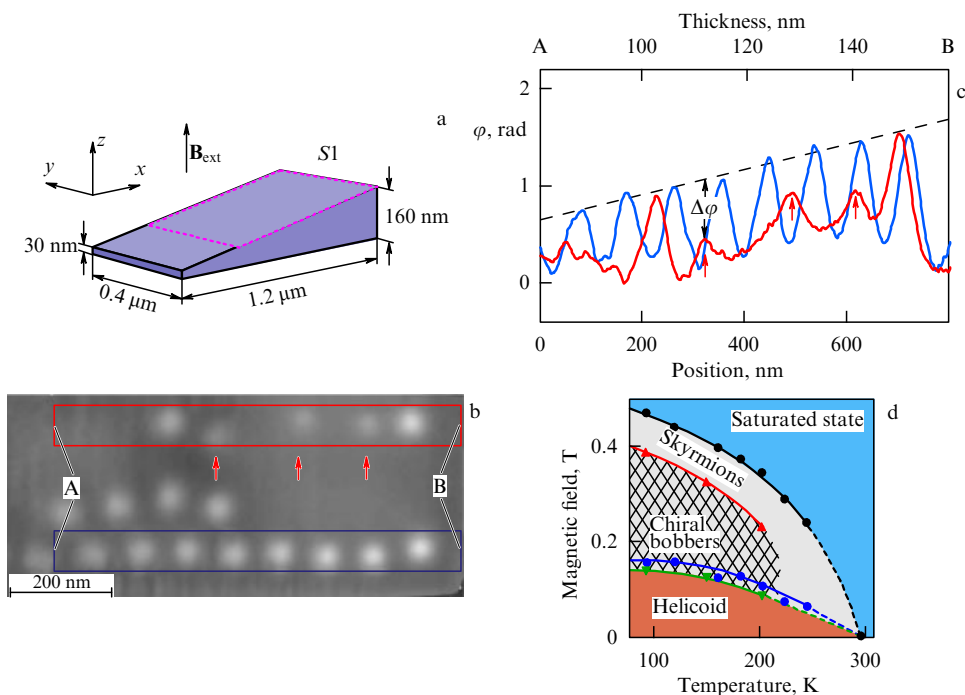 a
z
y
x
B ext
S1
30 nm
160 nm
0.4 μm
1.2 μm
Thickness, nm
A
100
120
140
B
c
2
φ, rad
1
0
Δφ
0
200
400
600
Position, nm
b
A
B
200 nm
d
Saturated state
Skyrmions
Chiral
bobbers
Helicoid
Magnetic field, T
0.4
0.2
0
100
200
300
Temperature, K